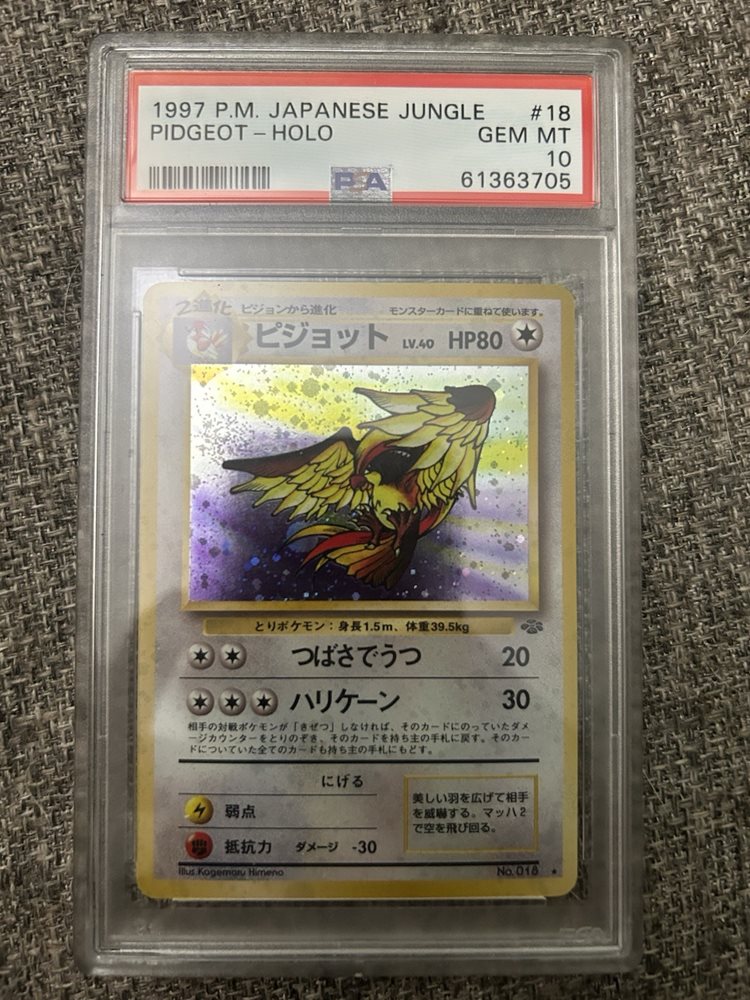 1997 P.M. JAPANESE JUNGLE #18
PIDGEOT - HOLO GEM MT
10
PSA 61363705
2進化 ピジョンから進化 モンスターカードに重ねて使います。
ピジョット LV.40 HP80
とりポケモン：身長1.5m、体重39.5kg
つばさでうつ 20
ハリケーン 30
相手の対戦ポケモンが「きぜつ」しなければ、そのカードにのっていたダメ
ージカウンターをとりのぞき、そのカードを持ち主の手札に戻す。そのカー
ドについていた全てのカードも持ち主の手札にもどす。
にげる
弱点
抵抗力 ダメージ -30
美しい羽を広げて相手
を威嚇する。マッハ2
で空を飛び回る。
Illus.Kagemaru Himeno No.018